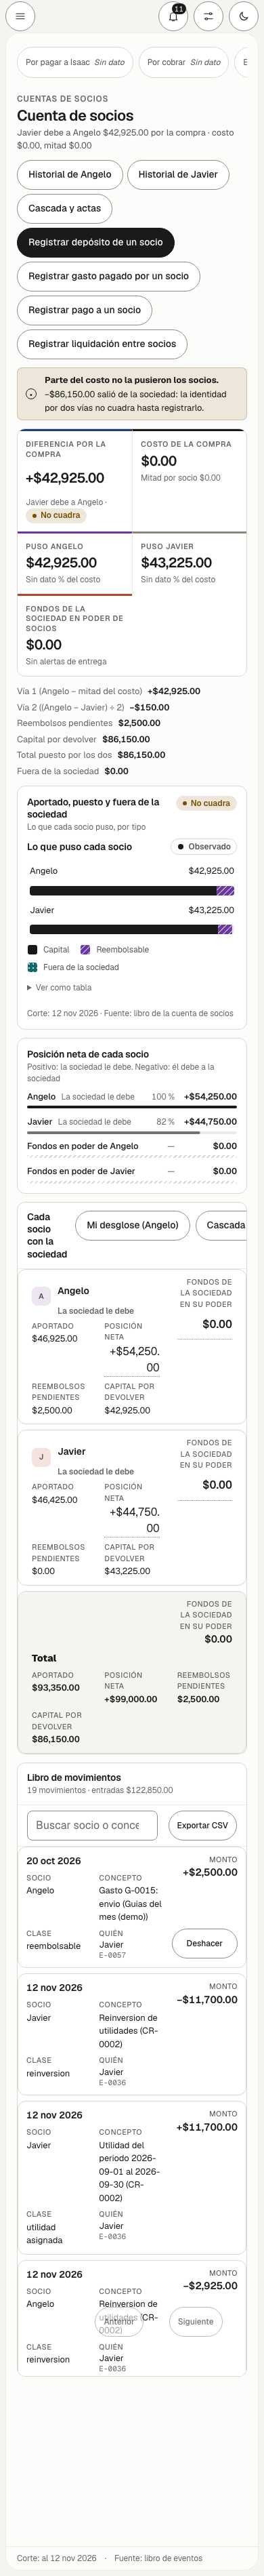 11
Por pagar a Isaac Sin dato
Por cobrar Sin dato
CUENTAS DE SOCIOS
Cuenta de socios
Javier debe a Angelo $42,925.00 por la compra · costo
$0.00, mitad $0.00
Historial de Angelo
Historial de Javier
Cascada y actas
Registrar depósito de un socio
Registrar gasto pagado por un socio
Registrar pago a un socio
Registrar liquidación entre socios
Parte del costo no la pusieron los socios.
−$86,150.00 salió de la sociedad: la identidad
por dos vías no cuadra hasta registrarlo.
DIFERENCIA POR LA
COMPRA
+$42,925.00
Javier debe a Angelo ·
No cuadra
COSTO DE LA COMPRA
$0.00
Mitad por socio $0.00
PUSO ANGELO
$42,925.00
Sin dato % del costo
PUSO JAVIER
$43,225.00
Sin dato % del costo
FONDOS DE LA
SOCIEDAD EN PODER DE
SOCIOS
$0.00
Sin alertas de entrega
Vía 1 (Angelo − mitad del costo) +$42,925.00
Vía 2 ((Angelo − Javier) ÷ 2) −$150.00
Reembolsos pendientes $2,500.00
Capital por devolver $86,150.00
Total puesto por los dos $86,150.00
Fuera de la sociedad $0.00
Aportado, puesto y fuera de la
sociedad
No cuadra
Lo que cada socio puso, por tipo
Lo que puso cada socio
Observado
Angelo $42,925.00
Javier $43,225.00
Capital
Reembolsable
Fuera de la sociedad
Ver como tabla
Corte: 12 nov 2026 · Fuente: libro de la cuenta de socios
Posición neta de cada socio
Positivo: la sociedad le debe. Negativo: él debe a la
sociedad
Angelo La sociedad le debe 100 % +$54,250.00
Javier La sociedad le debe 82 % +$44,750.00
Fondos en poder de Angelo — $0.00
Fondos en poder de Javier — $0.00
Cada
socio
con la
sociedad
Mi desglose (Angelo)
Cascada
A
Angelo
La sociedad le debe
FONDOS DE
LA SOCIEDAD
EN SU PODER
$0.00
APORTADO
$46,925.00
POSICIÓN
NETA
+$54,250.
00
REEMBOLSOS
PENDIENTES
$2,500.00
CAPITAL POR
DEVOLVER
$42,925.00
J
Javier
La sociedad le debe
FONDOS DE
LA SOCIEDAD
EN SU PODER
$0.00
APORTADO
$46,425.00
POSICIÓN
NETA
+$44,750.
00
REEMBOLSOS
PENDIENTES
$0.00
CAPITAL POR
DEVOLVER
$43,225.00
FONDOS DE
LA SOCIEDAD
EN SU PODER
$0.00
Total
APORTADO
$93,350.00
POSICIÓN
NETA
+$99,000.00
REEMBOLSOS
PENDIENTES
$2,500.00
CAPITAL POR
DEVOLVER
$86,150.00
Libro de movimientos
19 movimientos · entradas $122,850.00
Buscar socio o conce
Exportar CSV
20 oct 2026
MONTO
+$2,500.00
SOCIO
Angelo
CONCEPTO
Gasto G-0015:
envío (Guias del
mes (demo))
CLASE
reembolsable
QUIÉN
Javier
E-0057
Deshacer
12 nov 2026
MONTO
−$11,700.00
SOCIO
Javier
CONCEPTO
Reinversion de
utilidades (CR-
0002)
CLASE
reinversion
QUIÉN
Javier
E-0036
12 nov 2026
MONTO
+$11,700.00
SOCIO
Javier
CONCEPTO
Utilidad del
periodo 2026-
09-01 al 2026-
09-30 (CR-
0002)
CLASE
utilidad
asignada
QUIÉN
Javier
E-0036
12 nov 2026
MONTO
−$2,925.00
SOCIO
Angelo
CONCEPTO
Reinversion de
utilidades (CR-
0002)
Anterior
Siguiente
CLASE
reinversion
QUIÉN
Javier
E-0036
Corte: al 12 nov 2026 · Fuente: libro de eventos